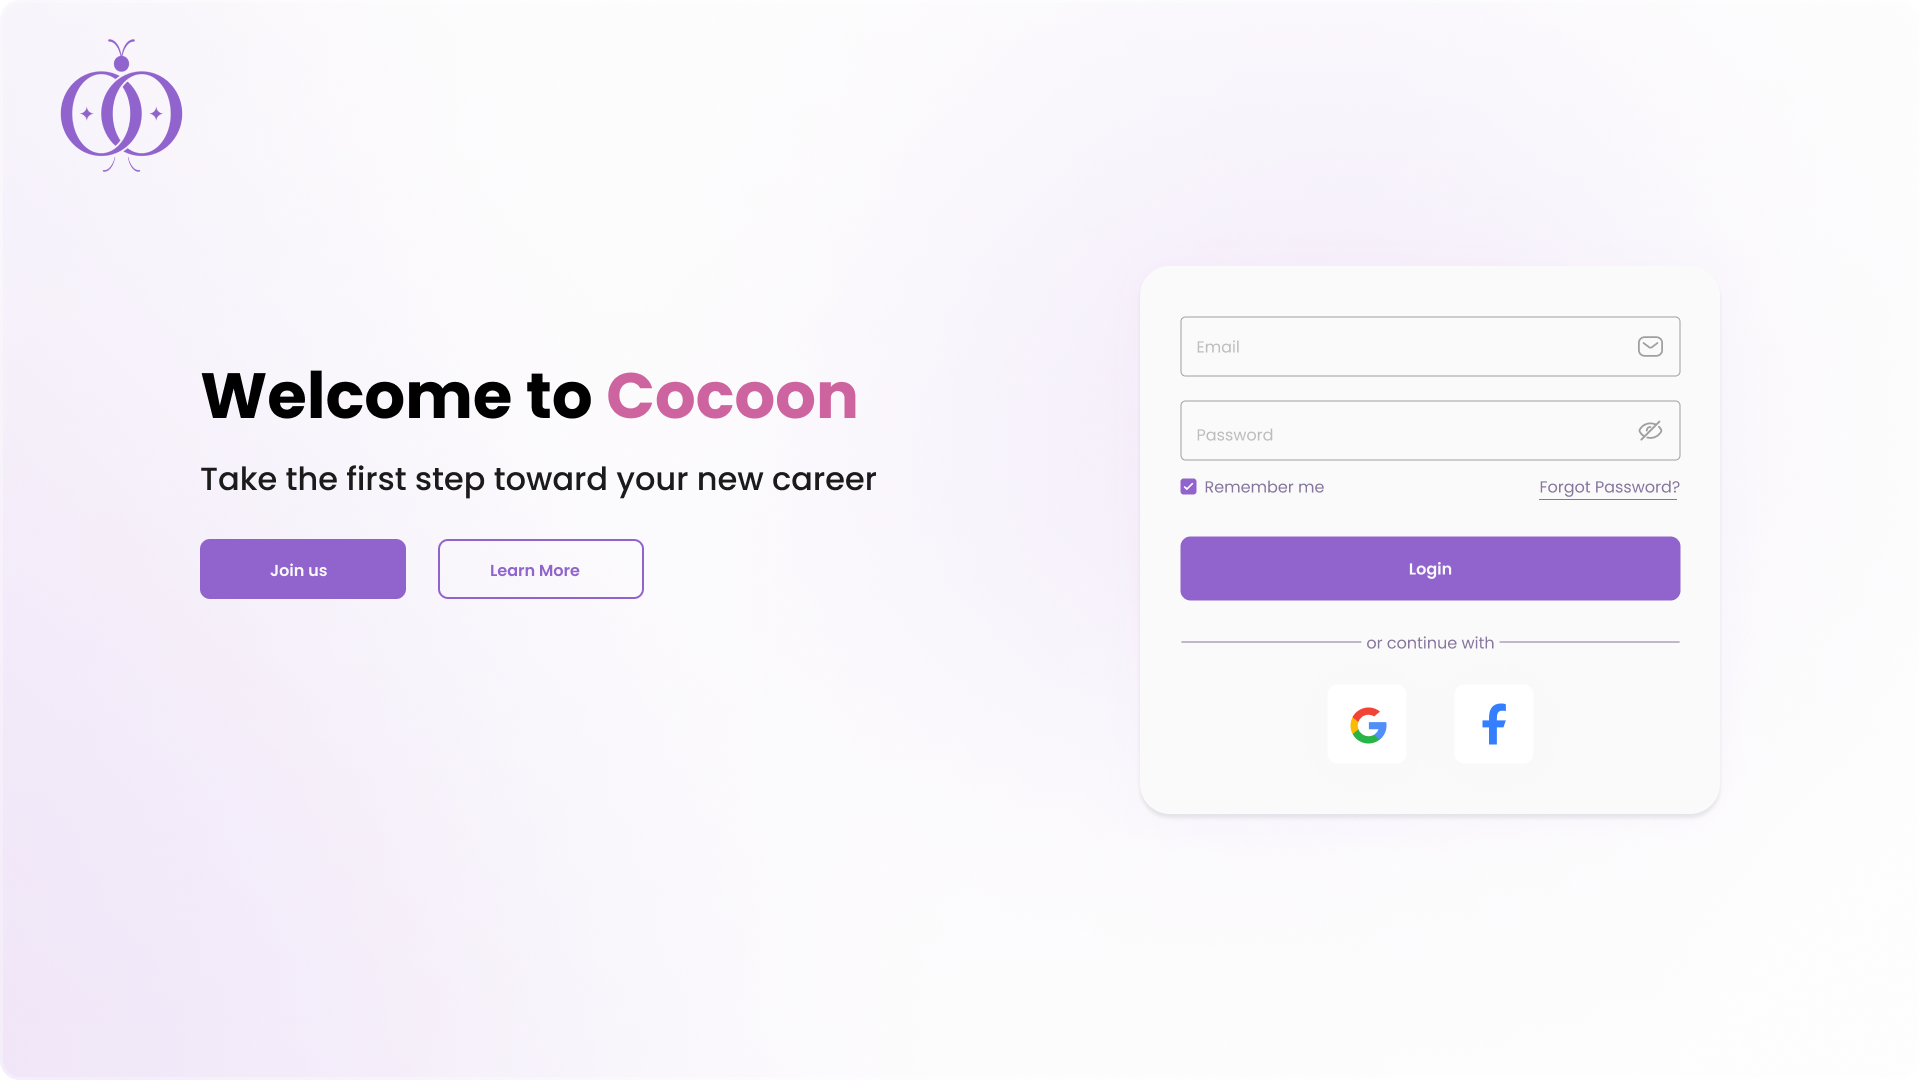 Welcome to Cocoon
Take the first step toward your new career
Join us
Learn More
Email
Password
Remember me
Forgot Password?
Login
or continue with